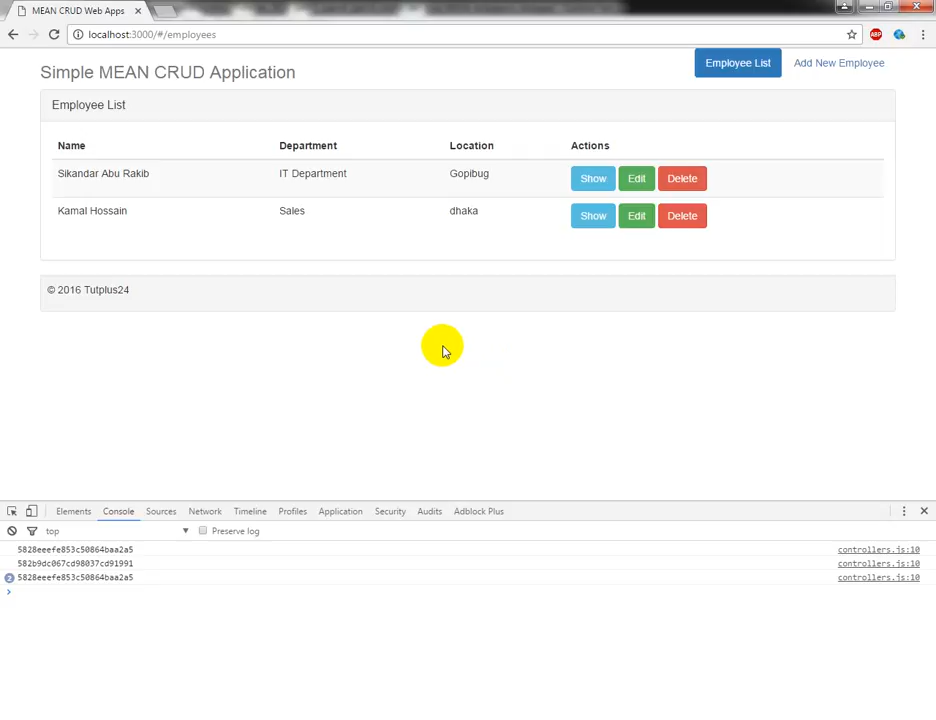 MEAN CRUD Web Apps
localhost:3000/#/employees
ABP
Simple MEAN CRUD Application
Employee List
Add New Employee
Employee List
Name Department Location Actions
Sikandar Abu Rakib IT Department Gopibug Show Edit Delete
Kamal Hossain Sales dhaka Show Edit Delete
© 2016 Tutplus24
Elements Console Sources Network Timeline Profiles Application Security Audits Adblock Plus
top Preserve log
5828eeefe853c50864baa2a5 controllers.js:10
582b9dc067cd98037cd91991 controllers.js:10
2 5828eeefe853c50864baa2a5 controllers.js:10